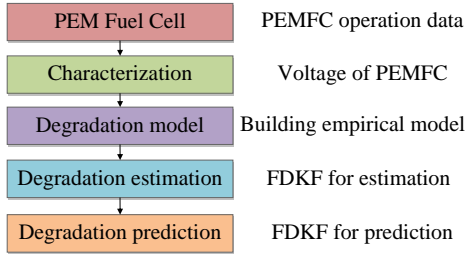 PEM Fuel Cell PEMFC operation data
Characterization Voltage of PEMFC
Degradation model Building empirical model
Degradation estimation FDKF for estimation
Degradation prediction FDKF for prediction